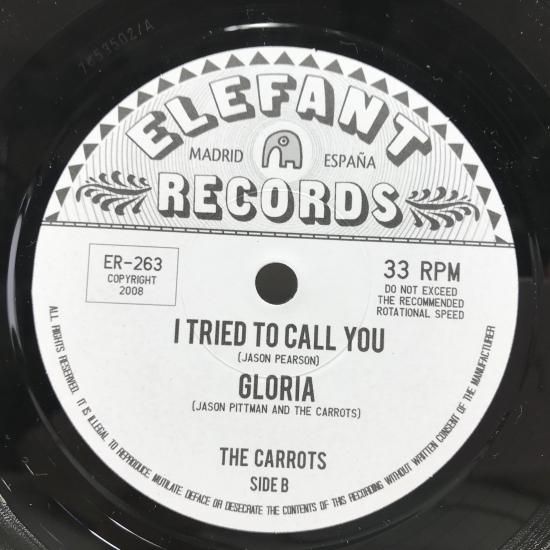 7E53502/A
ELEFANT
MADRID ESPAÑA
RECORDS
ER-263
COPYRIGHT
2008
33 RPM
DO NOT EXCEED
THE RECOMMENDED
ROTATIONAL SPEED
I TRIED TO CALL YOU
(JASON PEARSON)
GLORIA
(JASON PITTMAN AND THE CARROTS)
THE CARROTS
SIDE B
ALL RIGHTS RESERVED. IT IS ILLEGAL TO REPRODUCE, MUTILATE, DEFACE OR DESECRATE THE CONTENTS OF THIS RECORDING WITHOUT WRITTEN CONSENT OF THE MANUFACTURER